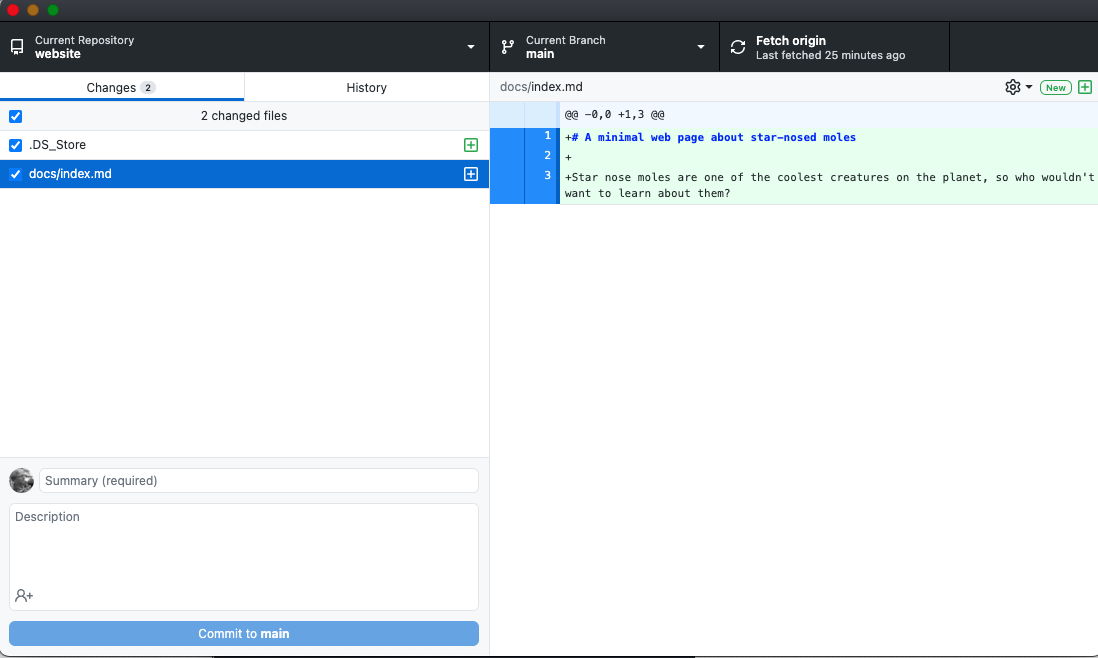 Current Repository
website
Current Branch
main
Fetch origin
Last fetched 25 minutes ago
Changes 2
History
docs/index.md
New
2 changed files
.DS_Store
docs/index.md
@@ -0,0 +1,3 @@
1 +# A minimal web page about star-nosed moles
2 +
3 +Star nose moles are one of the coolest creatures on the planet, so who wouldn't
want to learn about them?
Summary (required)
Description
Commit to main